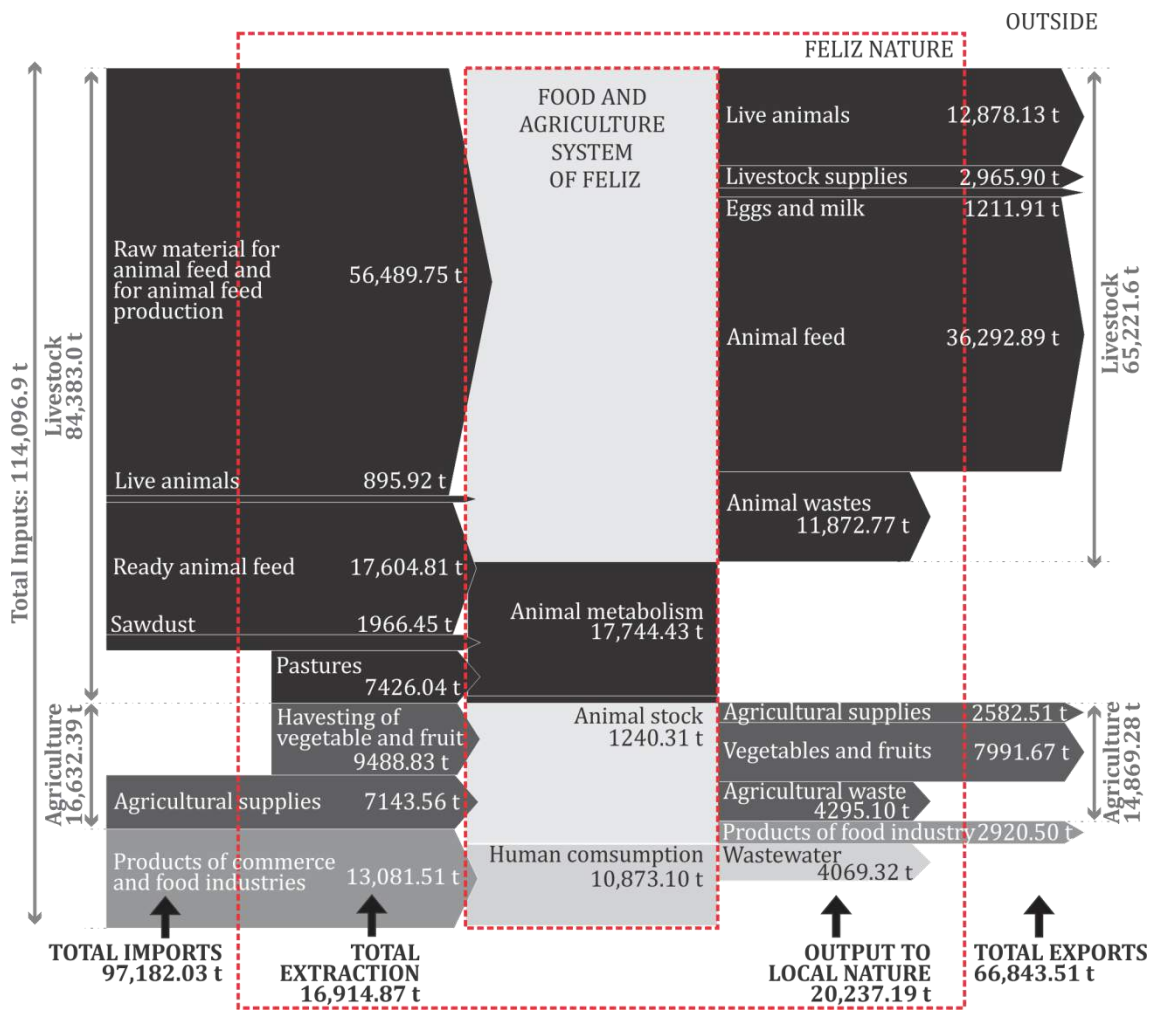 OUTSIDE
FELIZ NATURE
FOOD AND
AGRICULTURE
SYSTEM
OF FELIZ
Total Inputs: 114,096.9 t
Livestock
84,383.0 t
Agriculture
16,632.39 t
Raw material for
animal feed and
for animal feed
production
56,489.75 t
Live animals 895.92 t
Ready animal feed 17,604.81 t
Sawdust 1966.45 t
Pastures
7426.04 t
Havesting of
vegetable and fruit
9488.83 t
Agricultural supplies 7143.56 t
Products of commerce
and food industries
13,081.51 t
Animal metabolism
17,744.43 t
Animal stock
1240.31 t
Human comsumption
10,873.10 t
Live animals 12,878.13 t
Livestock supplies 2,965.90 t
Eggs and milk 1211.91 t
Animal feed 36,292.89 t
Animal wastes
11,872.77 t
Agricultural supplies 2582.51 t
Vegetables and fruits 7991.67 t
Agricultural waste
4295.10 t
Products of food industry 2920.50 t
Wastewater
4069.32 t
Livestock
65,221.6 t
Agriculture
14,869.28 t
TOTAL IMPORTS
97,182.03 t
TOTAL
EXTRACTION
16,914.87 t
OUTPUT TO
LOCAL NATURE
20,237.19 t
TOTAL EXPORTS
66,843.51 t